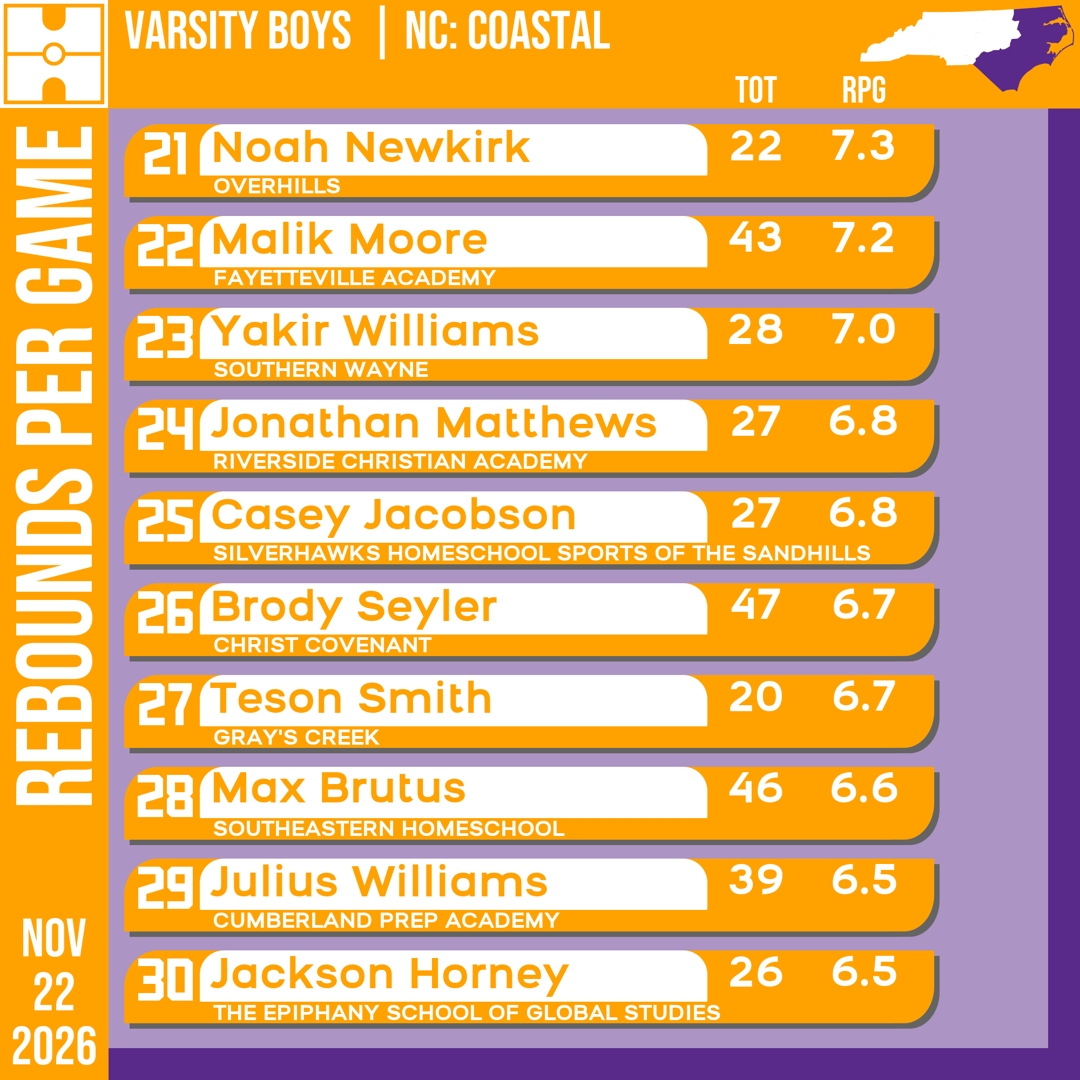 VARSITY BOYS | NC: COASTAL
TOT RPG
REBOUNDS PER GAME
NOV
22
2026
21 Noah Newkirk 22 7.3
OVERHILLS
22 Malik Moore 43 7.2
FAYETTEVILLE ACADEMY
23 Yakir Williams 28 7.0
SOUTHERN WAYNE
24 Jonathan Matthews 27 6.8
RIVERSIDE CHRISTIAN ACADEMY
25 Casey Jacobson 27 6.8
SILVERHAWKS HOMESCHOOL SPORTS OF THE SANDHILLS
26 Brody Seyler 47 6.7
CHRIST COVENANT
27 Teson Smith 20 6.7
GRAY'S CREEK
28 Max Brutus 46 6.6
SOUTHEASTERN HOMESCHOOL
29 Julius Williams 39 6.5
CUMBERLAND PREP ACADEMY
30 Jackson Horney 26 6.5
THE EPIPHANY SCHOOL OF GLOBAL STUDIES